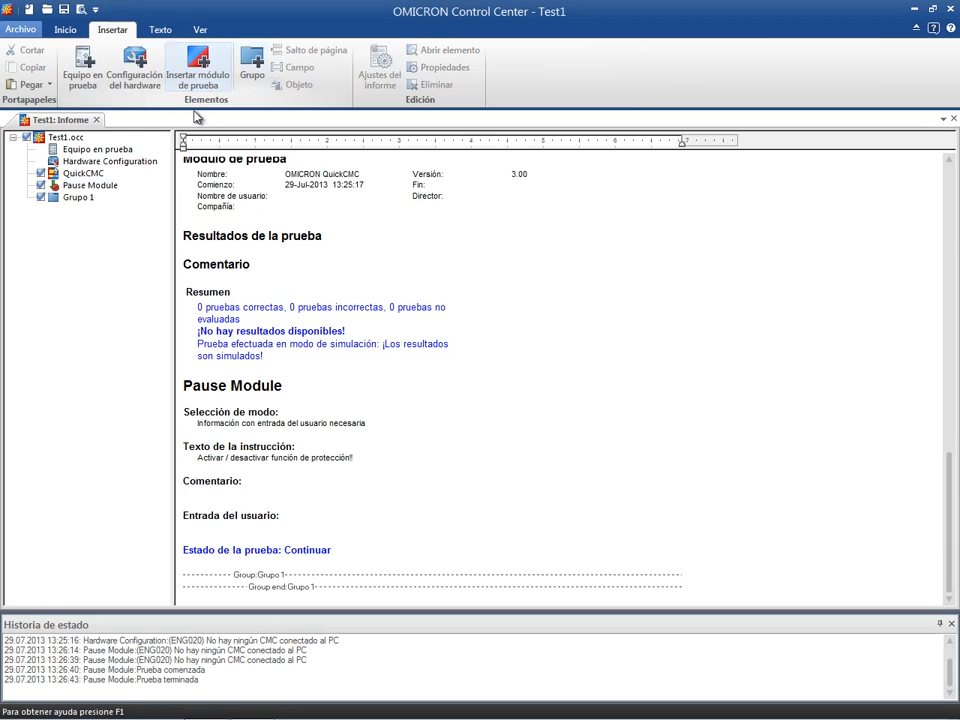 OMICRON Control Center - Test1
Archivo Inicio Insertar Texto Ver
Cortar
Copiar
Pegar
Portapapeles
Equipo en prueba
Configuración del hardware
Insertar módulo de prueba
Grupo
Salto de página
Campo
Objeto
Elementos
Ajustes del informe
Abrir elemento
Propiedades
Eliminar
Edición
Test1: Informe
Test1.occ
Equipo en prueba
Hardware Configuration
QuickCMC
Pause Module
Grupo 1
1 2 3 4 5 6 7
Módulo de prueba
Nombre: OMICRON QuickCMC Versión: 3.00
Comienzo: 29-Jul-2013 13:25:17 Fin:
Nombre de usuario: Director:
Compañía:
Resultados de la prueba
Comentario
Resumen
0 pruebas correctas, 0 pruebas incorrectas, 0 pruebas no
evaluadas
¡No hay resultados disponibles!
Prueba efectuada en modo de simulación: ¡Los resultados
son simulados!
Pause Module
Selección de modo:
Información con entrada del usuario necesaria
Texto de la instrucción:
Activar / desactivar función de protección!!
Comentario:
Entrada del usuario:
Estado de la prueba: Continuar
---------- Group:Grupo 1----------
---------- Group end:Grupo 1----------
Historia de estado
29.07.2013 13:25:16: Hardware Configuration:(ENG020) No hay ningún CMC conectado al PC
29.07.2013 13:26:14: Pause Module:(ENG020) No hay ningún CMC conectado al PC
29.07.2013 13:26:39: Pause Module:(ENG020) No hay ningún CMC conectado al PC
29.07.2013 13:26:40: Pause Module:Prueba comenzada
29.07.2013 13:26:43: Pause Module:Prueba terminada
Para obtener ayuda presione F1